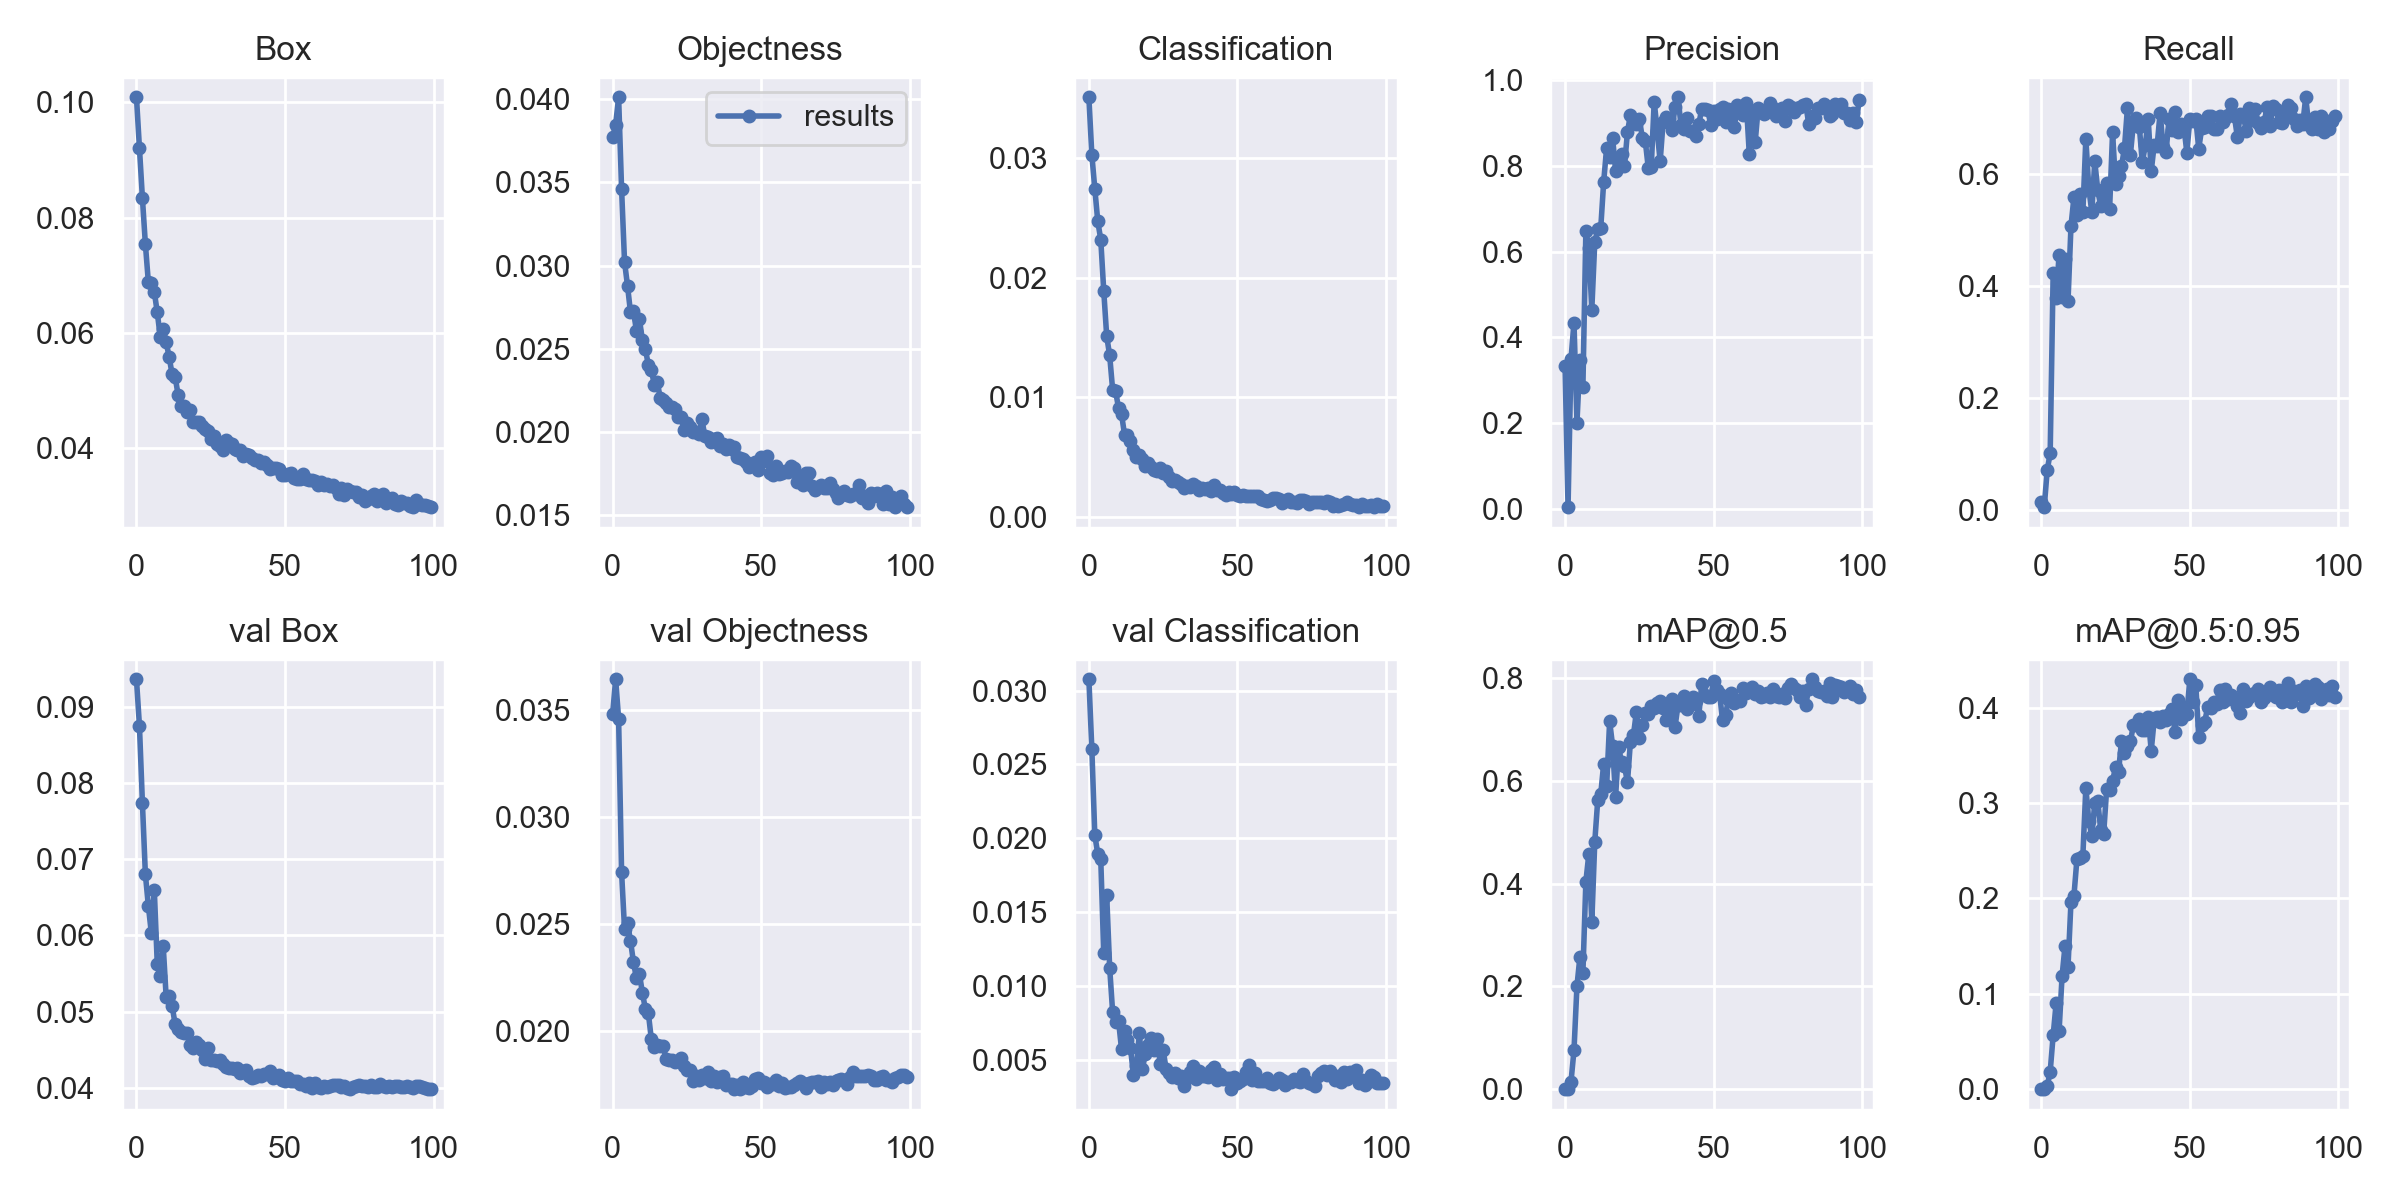 Box
Objectness
Classification
Precision
Recall
0.10
0.08
0.06
0.04
0 50 100
results
0.040
0.035
0.030
0.025
0.020
0.015
0 50 100
0.03
0.02
0.01
0.00
0 50 100
1.0
0.8
0.6
0.4
0.2
0.0
0 50 100
0.6
0.4
0.2
0.0
0 50 100
val Box
val Objectness
val Classification
mAP@0.5
mAP@0.5:0.95
0.09
0.08
0.07
0.06
0.05
0.04
0 50 100
0.035
0.030
0.025
0.020
0 50 100
0.030
0.025
0.020
0.015
0.010
0.005
0 50 100
0.8
0.6
0.4
0.2
0.0
0 50 100
0.4
0.3
0.2
0.1
0.0
0 50 100